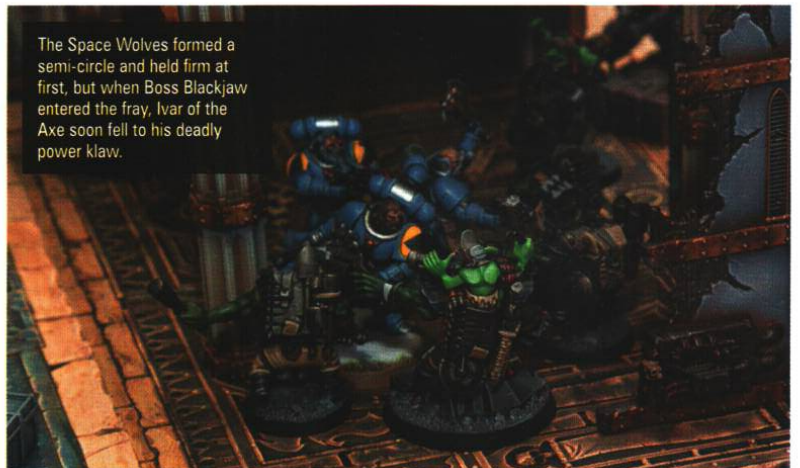 The Space Wolves formed a
semi-circle and held firm at
first, but when Boss Blackjaw
entered the fray, Ivar of the
Axe soon fell to his deadly
power klaw.